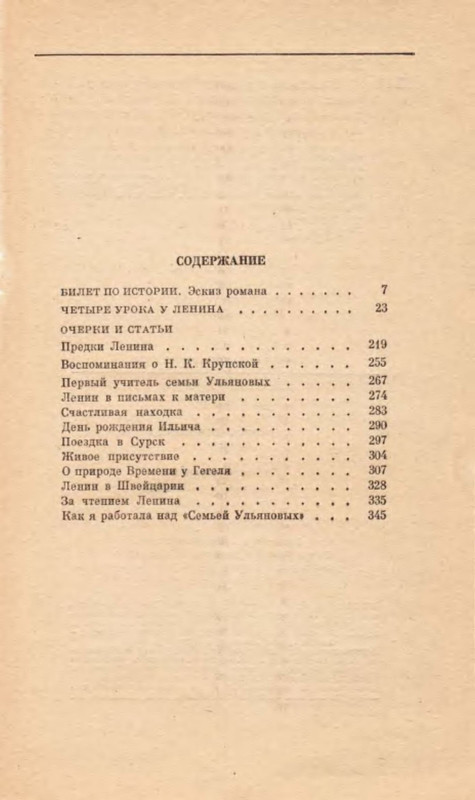 СОДЕРЖАНИЕ
БИЛЕТ ПО ИСТОРИИ. Эскиз романа . . . . . . . 7
ЧЕТЫРЕ УРОКА У ЛЕНИНА . . . . . . . . . . 23
ОЧЕРКИ И СТАТЬИ
Предки Ленина . . . . . . . . . . . . . 219
Воспоминания о Н. К. Крупской . . . . . . 255
Первый учитель семьи Ульяновых . . . . . . 267
Ленин в письмах к матери . . . . . . . . 274
Счастливая находка . . . . . . . . . . . 283
День рождения Ильича . . . . . . . . . . 290
Поездка в Сурск . . . . . . . . . . . . 297
Живое присутствие . . . . . . . . . . . 304
О природе Времени у Гегеля . . . . . . . . 307
Ленин в Швейцарии . . . . . . . . . . . 328
За чтением Ленина . . . . . . . . . . . 335
Как я работала над «Семьей Ульяновых» . . . 345